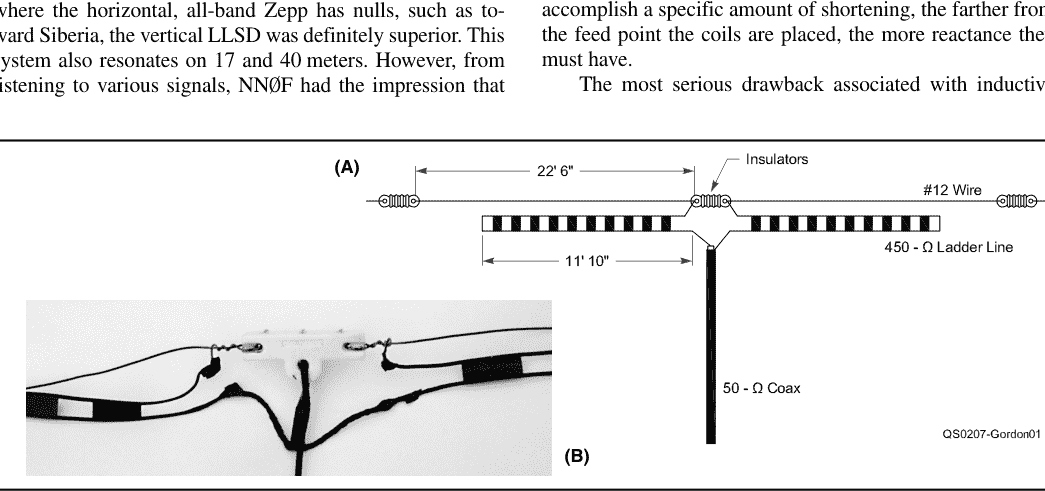 where the horizontal, all-band Zepp has nulls, such as to-
ward Siberia, the vertical LLSD was definitely superior. This
system also resonates on 17 and 40 meters. However, from
listening to various signals, NNØF had the impression that
accomplish a specific amount of shortening, the farther from
the feed point the coils are placed, the more reactance the
must have.
The most serious drawback associated with inductiv
(A)
Insulators
22' 6"
#12 Wire
450 - Ω Ladder Line
11' 10"
50 - Ω Coax
QS0207-Gordon01
(B)